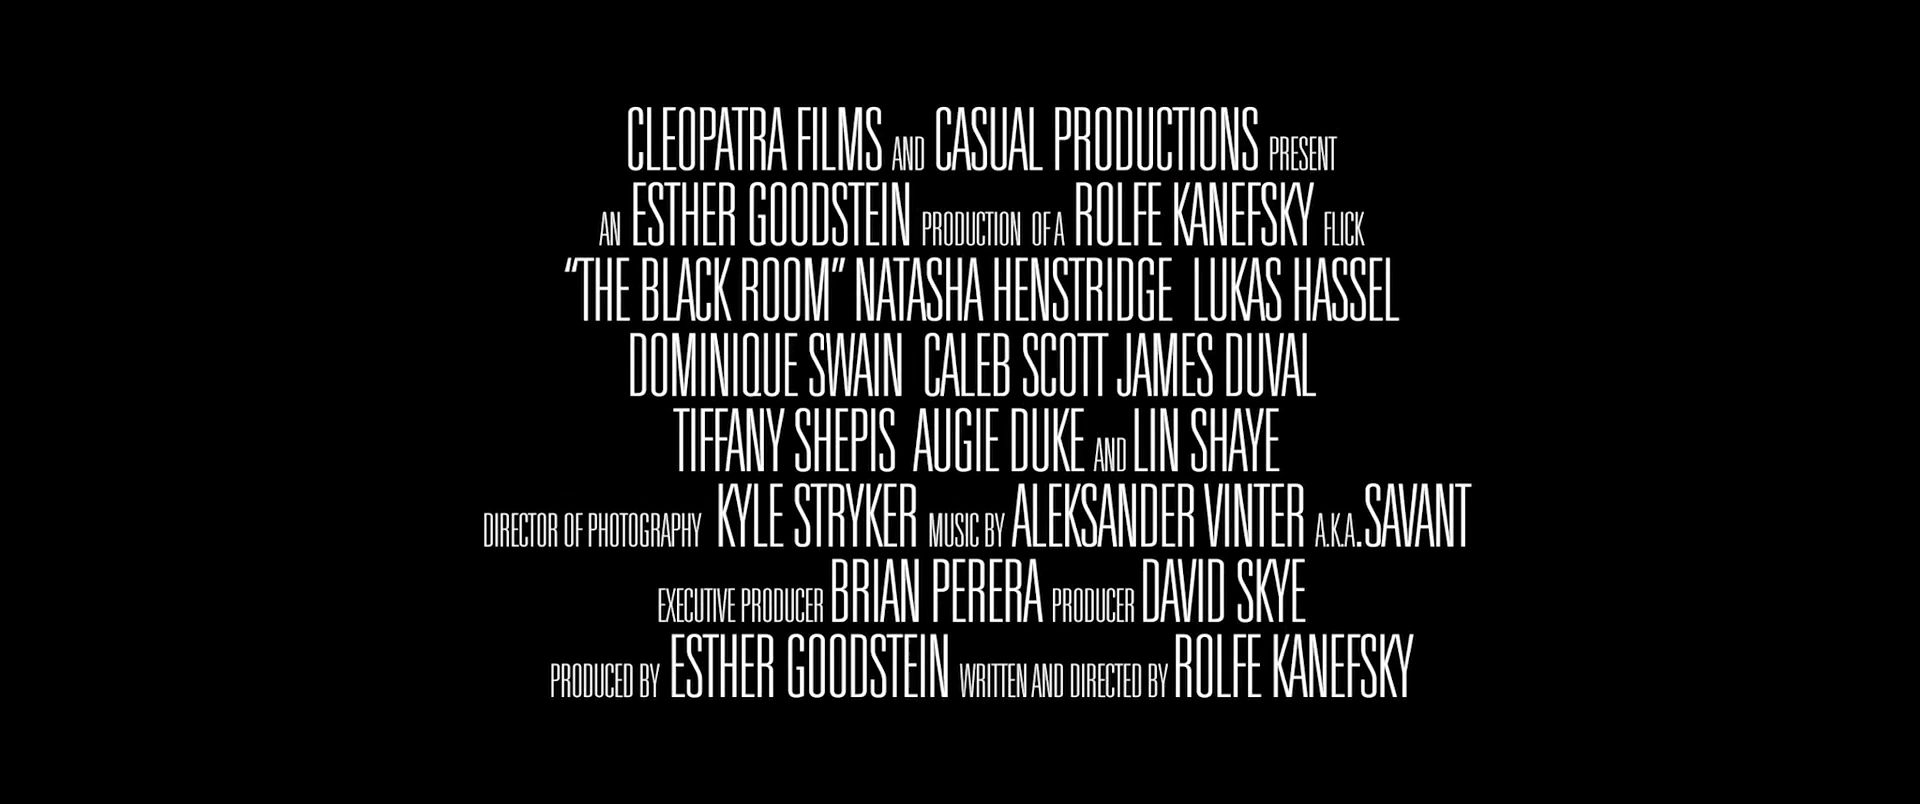 CLEOPATRA FILMS AND CASUAL PRODUCTIONS PRESENT
AN ESTHER GOODSTEIN PRODUCTION OF A ROLFE KANEFSKY FLICK
“THE BLACK ROOM” NATASHA HENSTRIDGE LUKAS HASSEL
DOMINIQUE SWAIN CALEB SCOTT JAMES DUVAL
TIFFANY SHEPIS AUGIE DUKE AND LIN SHAYE
DIRECTOR OF PHOTOGRAPHY KYLE STRYKER MUSIC BY ALEKSANDER VINTER A.K.A. SAVANT
EXECUTIVE PRODUCER BRIAN PERERA PRODUCER DAVID SKYE
PRODUCED BY ESTHER GOODSTEIN WRITTEN AND DIRECTED BY ROLFE KANEFSKY